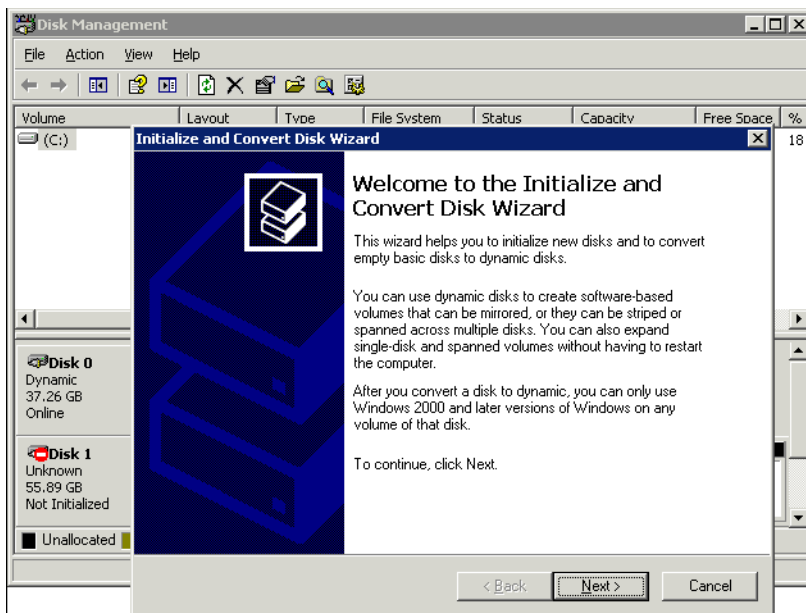 Disk Management
File Action View Help
Volume Layout Type File System Status Capacity Free Space %
(C:) 18
Initialize and Convert Disk Wizard
Welcome to the Initialize and
Convert Disk Wizard
This wizard helps you to initialize new disks and to convert
empty basic disks to dynamic disks.
You can use dynamic disks to create software-based
volumes that can be mirrored, or they can be striped or
spanned across multiple disks. You can also expand
single-disk and spanned volumes without having to restart
the computer.
After you convert a disk to dynamic, you can only use
Windows 2000 and later versions of Windows on any
volume of that disk.
To continue, click Next.
Disk 0
Dynamic
37.26 GB
Online
Disk 1
Unknown
55.89 GB
Not Initialized
Unallocated
< Back Next > Cancel